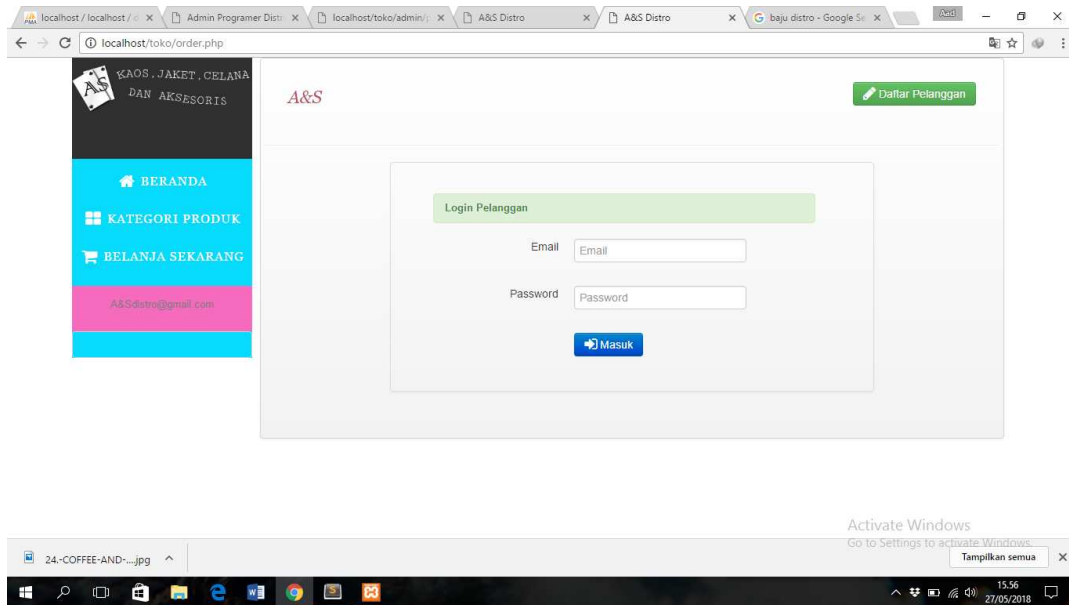 localhost / localhost / d
Admin Programer Distr
localhost/toko/admin/p
A&S Distro
A&S Distro
baju distro - Google Se
localhost/toko/order.php
KAOS,JAKET,CELANA
DAN AKSESORIS
AS
A&S
Daftar Pelanggan
BERANDA
KATEGORI PRODUK
BELANJA SEKARANG
A&Sdistro@gmail.com
Login Pelanggan
Email
Email
Password
Password
Masuk
Activate Windows
Go to Settings to activate Windows.
24.-COFFEE-AND-....jpg
Tampilkan semua
15.56
27/05/2018